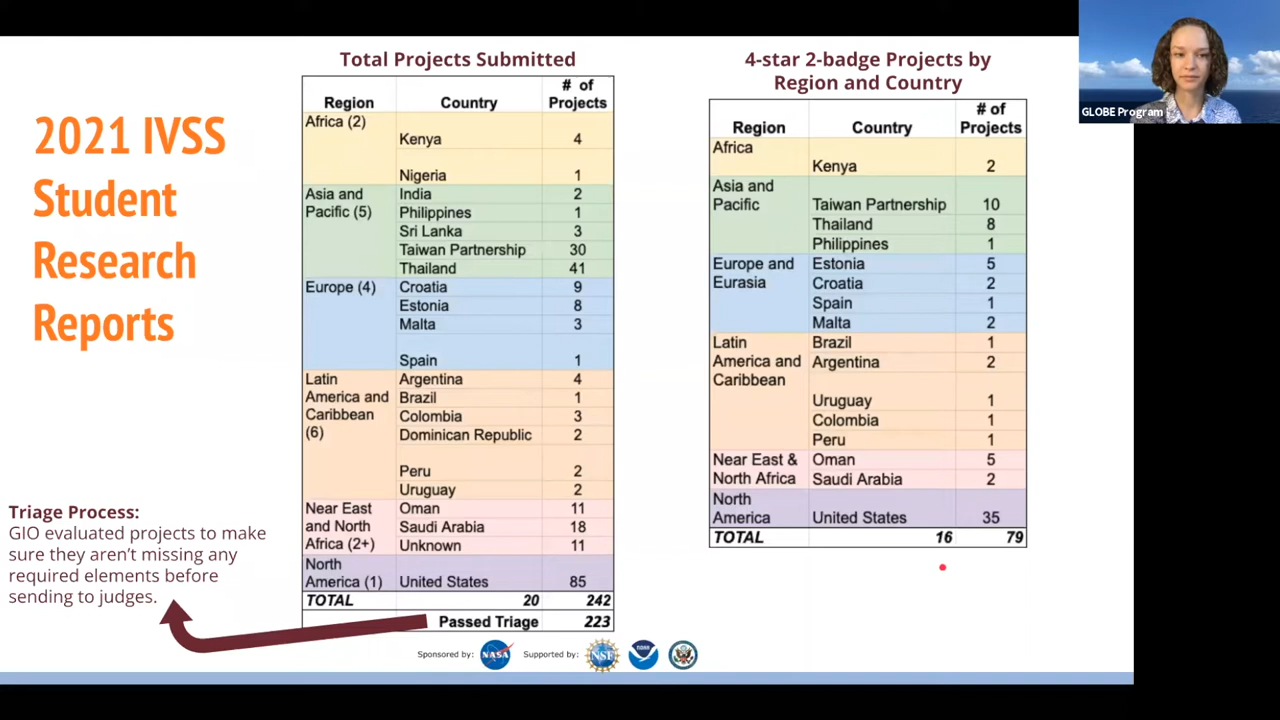 2021 IVSS
Student
Research
Reports
Triage Process:
GIO evaluated projects to make
sure they aren't missing any
required elements before
sending to judges.
Total Projects Submitted
Region Country # of Projects
Africa (2)
Kenya 4
Nigeria 1
Asia and Pacific (5)
India 2
Philippines 1
Sri Lanka 3
Taiwan Partnership 30
Thailand 41
Europe (4)
Croatia 9
Estonia 8
Malta 3
Spain 1
Latin America and Caribbean (6)
Argentina 4
Brazil 1
Colombia 3
Dominican Republic 2
Peru 2
Uruguay 2
Near East and North Africa (2+)
Oman 11
Saudi Arabia 18
Unknown 11
North America (1)
United States 85
TOTAL 20 242
Passed Triage 223
4-star 2-badge Projects by
Region and Country
Region Country # of Projects
Africa
Kenya 2
Asia and Pacific
Taiwan Partnership 10
Thailand 8
Philippines 1
Europe and Eurasia
Estonia 5
Croatia 2
Spain 1
Malta 2
Latin America and Caribbean
Brazil 1
Argentina 2
Uruguay 1
Colombia 1
Peru 1
Near East & North Africa
Oman 5
Saudi Arabia 2
North America
United States 35
TOTAL 16 79
Sponsored by: NASA Supported by: NSF
GLOBE Program